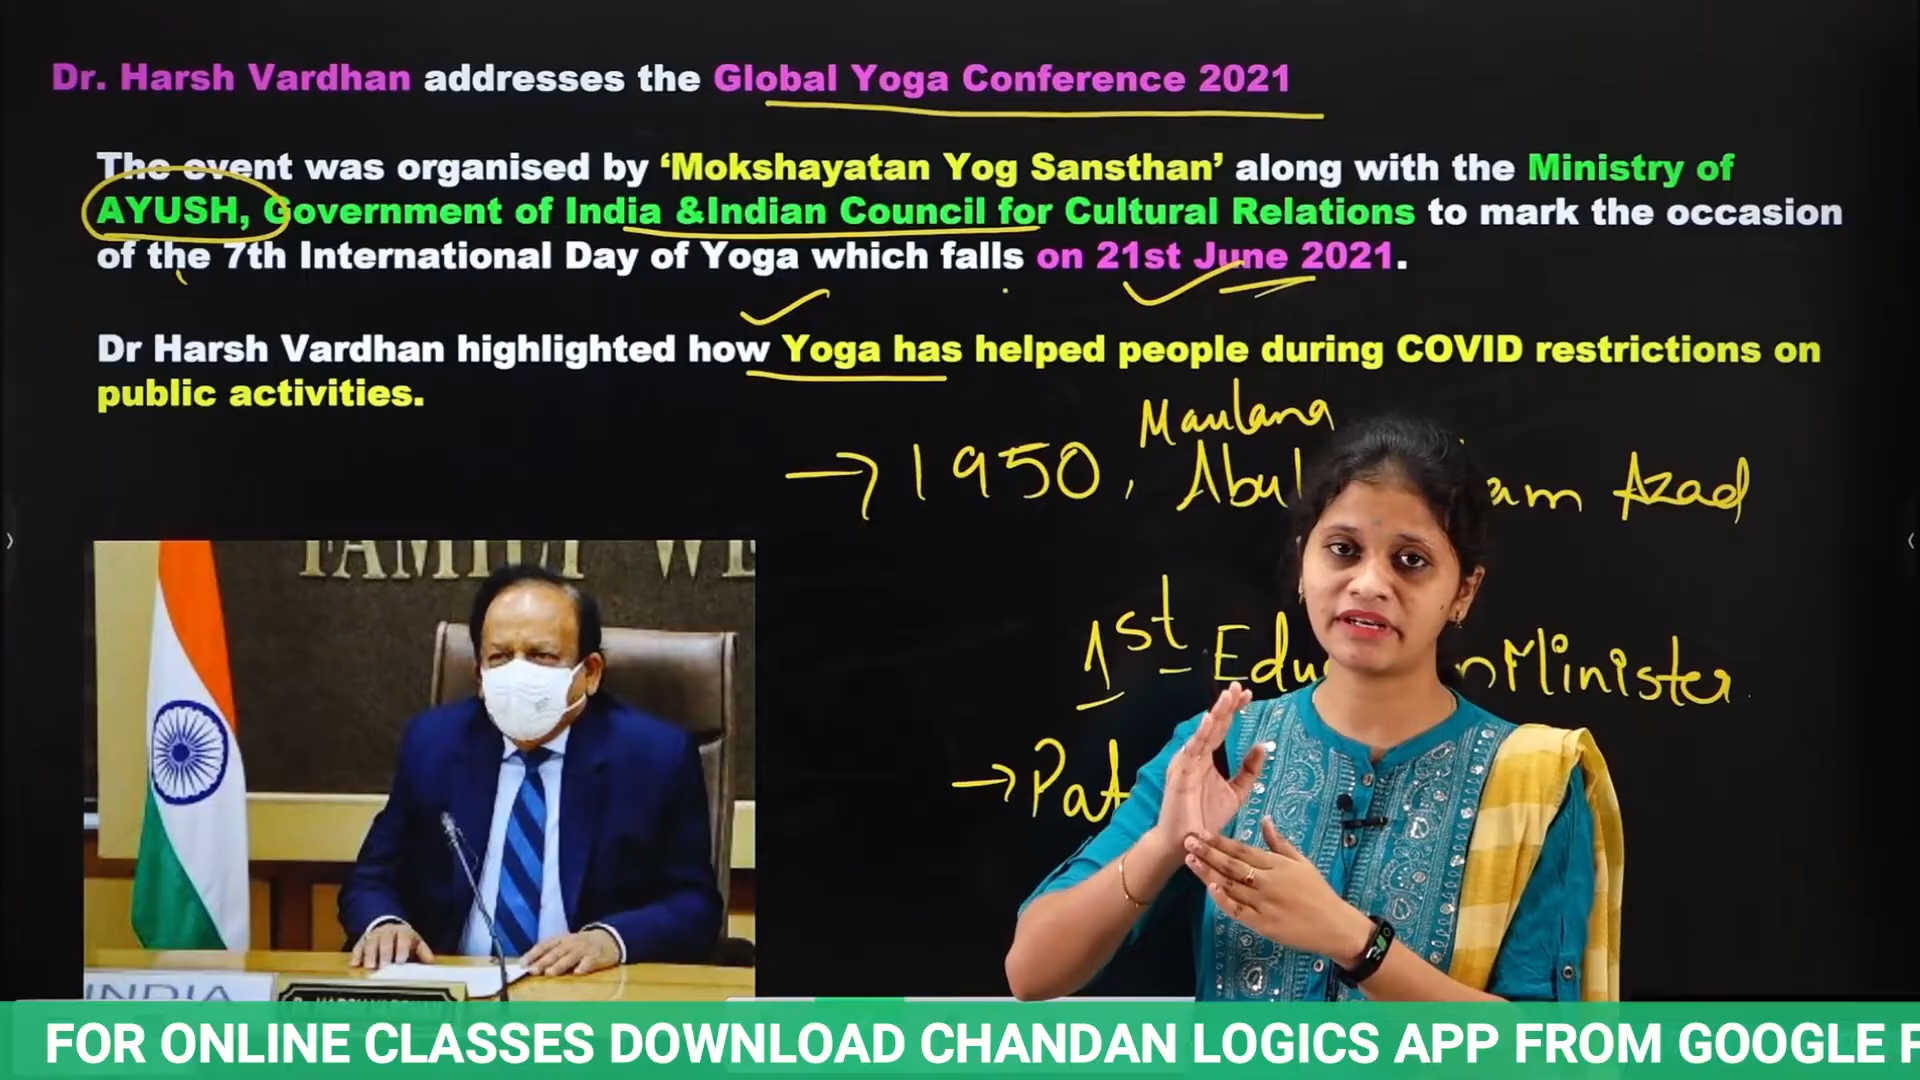 Dr. Harsh Vardhan addresses the Global Yoga Conference 2021
The event was organised by ‘Mokshayatan Yog Sansthan’ along with the Ministry of
AYUSH, Government of India &Indian Council for Cultural Relations to mark the occasion
of the 7th International Day of Yoga which falls on 21st June 2021.
Dr Harsh Vardhan highlighted how Yoga has helped people during COVID restrictions on
public activities.
Maulana
→ 1950, Abul am Azad
1st Edu n Minister
→ Pat
FAMILY WE
INDIA
FOR ONLINE CLASSES DOWNLOAD CHANDAN LOGICS APP FROM GOOGLE